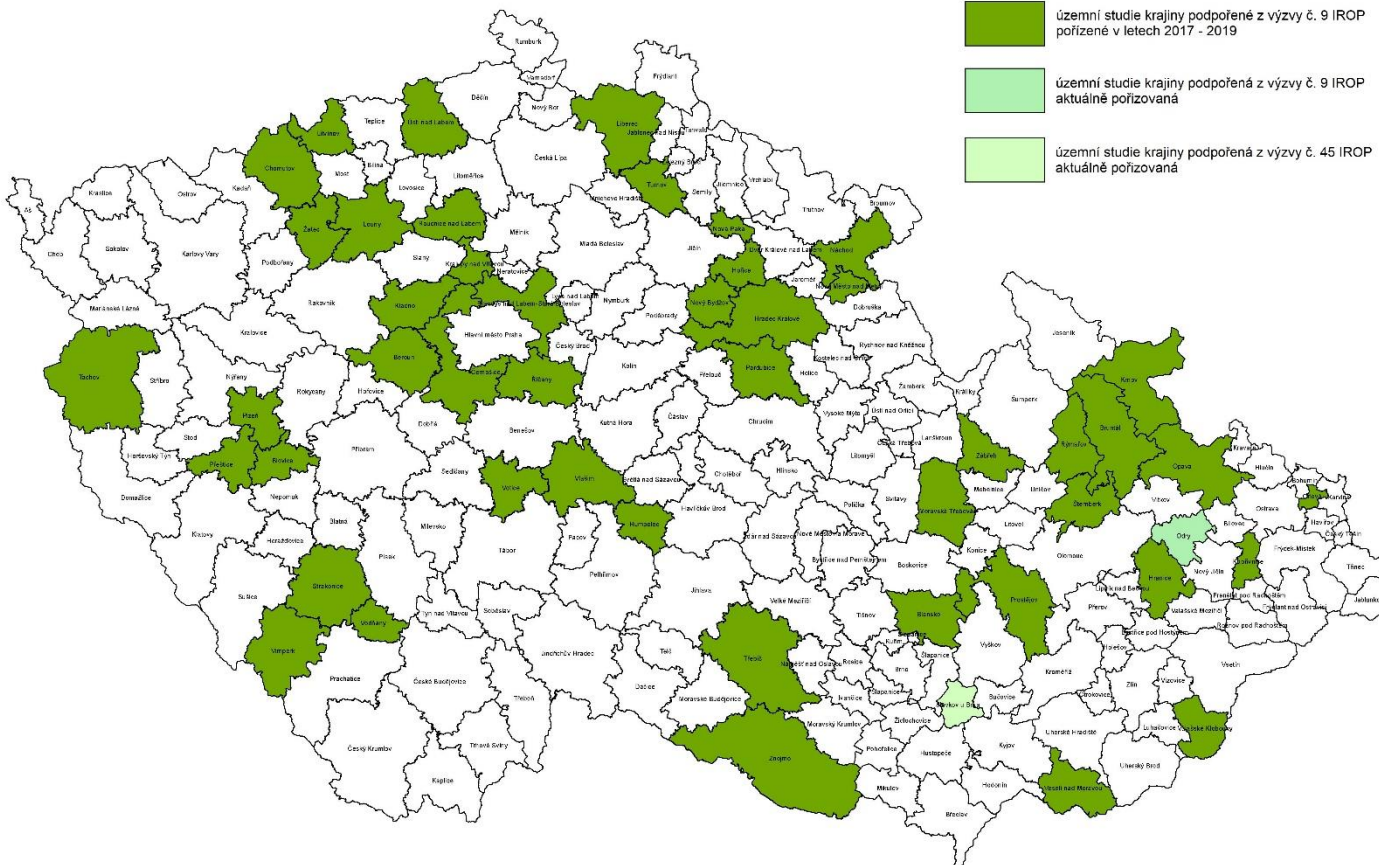 územní studie krajiny podpořené z výzvy č. 9 IROP
pořízené v letech 2017 - 2019
územní studie krajiny podpořená z výzvy č. 9 IROP
aktuálně pořizovaná
územní studie krajiny podpořená z výzvy č. 45 IROP
aktuálně pořizovaná
Rumburk
Varnsdorf
Frýdlant
Děčín
Nový Bor
Liberec
Teplice
Ústí nad Labem
Litvínov
Jablonec nad Nisou
Tanvald
Česká Lípa
Chomutov
Most
Bílina
Lovosice
Litoměřice
Turnov
Semily
Jilemnice
Vrchlabí
Trutnov
Broumov
Kraslice
Ostrov
Kadaň
Aš
Mnichovo Hradiště
Sokolov
Karlovy Vary
Cheb
Žatec
Louny
Roudnice nad Labem
Mělník
Mladá Boleslav
Jičín
Nová Paka
Dvůr Králové nad Labem
Náchod
Podbořany
Slaný
Neratovice
Hořice
Jaroměř
Nové Město nad Metují
Mariánské Lázně
Rakovník
Kladno
Lysá nad Labem
Nymburk
Poděbrady
Nový Bydžov
Hradec Králové
Dobruška
Kralovice
Hlavní město Praha
Český Brod
Kolín
Rychnov nad Kněžnou
Jeseník
Tachov
Stříbro
Nýřany
Rokycany
Hořovice
Beroun
Černošice
Říčany
Přelouč
Pardubice
Holice
Žamberk
Králíky
Šumperk
Krnov
Plzeň
Stod
Dobříš
Benešov
Kutná Hora
Čáslav
Chrudim
Vysoké Mýto
Ústí nad Orlicí
Česká Třebová
Lanškroun
Bruntál
Rýmařov
Horšovský Týn
Přeštice
Blovice
Příbram
Sedlčany
Vlašim
Votice
Chotěboř
Hlinsko
Litomyšl
Zábřeh
Mohelnice
Uničov
Opava
Kravaře
Hlučín
Bohumín
Domažlice
Nepomuk
Blatná
Milevsko
Světlá nad Sázavou
Havlíčkův Brod
Polička
Svitavy
Moravská Třebová
Litovel
Šternberk
Vítkov
Ostrava
Havířov
Český Těšín
Klatovy
Horažďovice
Písek
Tábor
Pacov
Humpolec
Žďár nad Sázavou
Nové Město na Moravě
Konice
Olomouc
Odry
Bílovec
Frýdek-Místek
Třinec
Sušice
Strakonice
Pelhřimov
Jihlava
Bystřice nad Pernštejnem
Boskovice
Prostějov
Hranice
Nový Jičín
Kopřivnice
Jablunkov
Vodňany
Týn nad Vltavou
Soběslav
Velké Meziříčí
Tišnov
Blansko
Přerov
Lipník nad Bečvou
Valašské Meziříčí
Frenštát pod Radhoštěm
Frýdlant nad Ostravicí
Rožnov pod Radhoštěm
Vimperk
Prachatice
České Budějovice
Jindřichův Hradec
Telč
Třebíč
Náměšť nad Oslavou
Rosice
Kuřim
Šlapanice
Brno
Vyškov
Kroměříž
Holešov
Bystřice pod Hostýnem
Vsetín
Třeboň
Dačice
Moravské Budějovice
Ivančice
Šlapanice
Slavkov u Brna
Bučovice
Otrokovice
Zlín
Vizovice
Český Krumlov
Trhové Sviny
Kaplice
Moravský Krumlov
Židlochovice
Znojmo
Pohořelice
Hustopeče
Kyjov
Uherské Hradiště
Luhačovice
Valašské Klobouky
Uherský Brod
Mikulov
Hodonín
Břeclav
Veselí nad Moravou